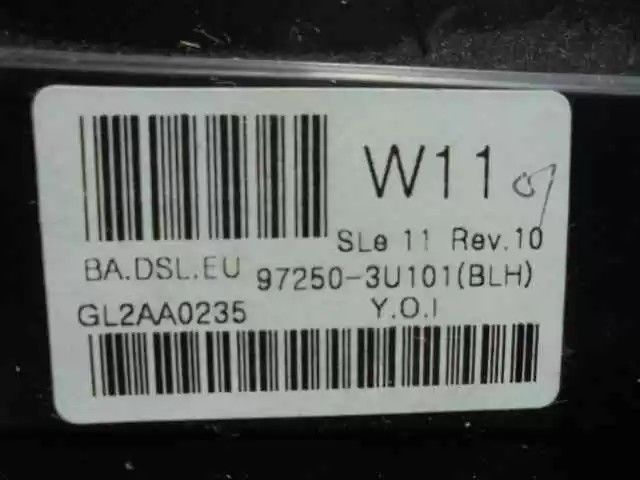 W11
SLe 11 Rev.10
BA.DSL.EU 97250-3U101(BLH)
GL2AA0235 Y.O.I